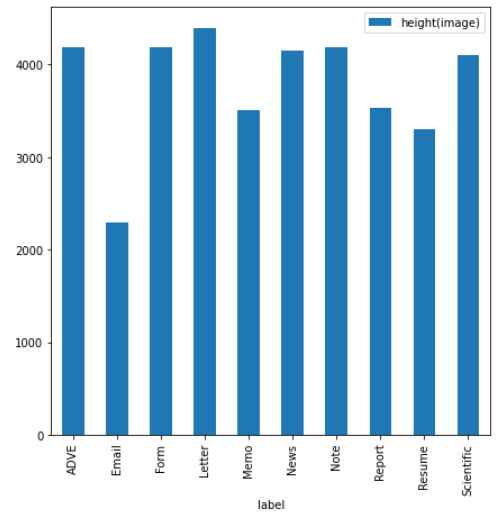 height(image)
4000
3000
2000
1000
0
ADVE
Email
Form
Letter
Memo
News
Note
Report
Resume
Scientific
label